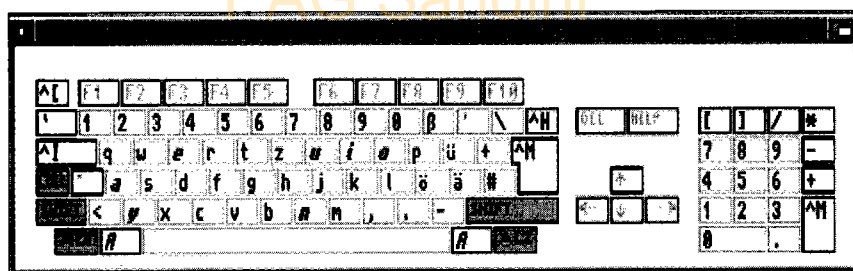 ^[ F1 F2 F3 F4 F5 F6 F7 F8 F9 F10
` 1 2 3 4 5 6 7 8 9 0 ß ´ \ ^H DEL HELP [ ] / *
^I q w e r t z u i o p ü + ^M 7 8 9 -
a s d f g h j k l ö ä # 4 5 6 +
< y x c v b n m , . - SHIFT 1 2 3 ^M
A A 0 .